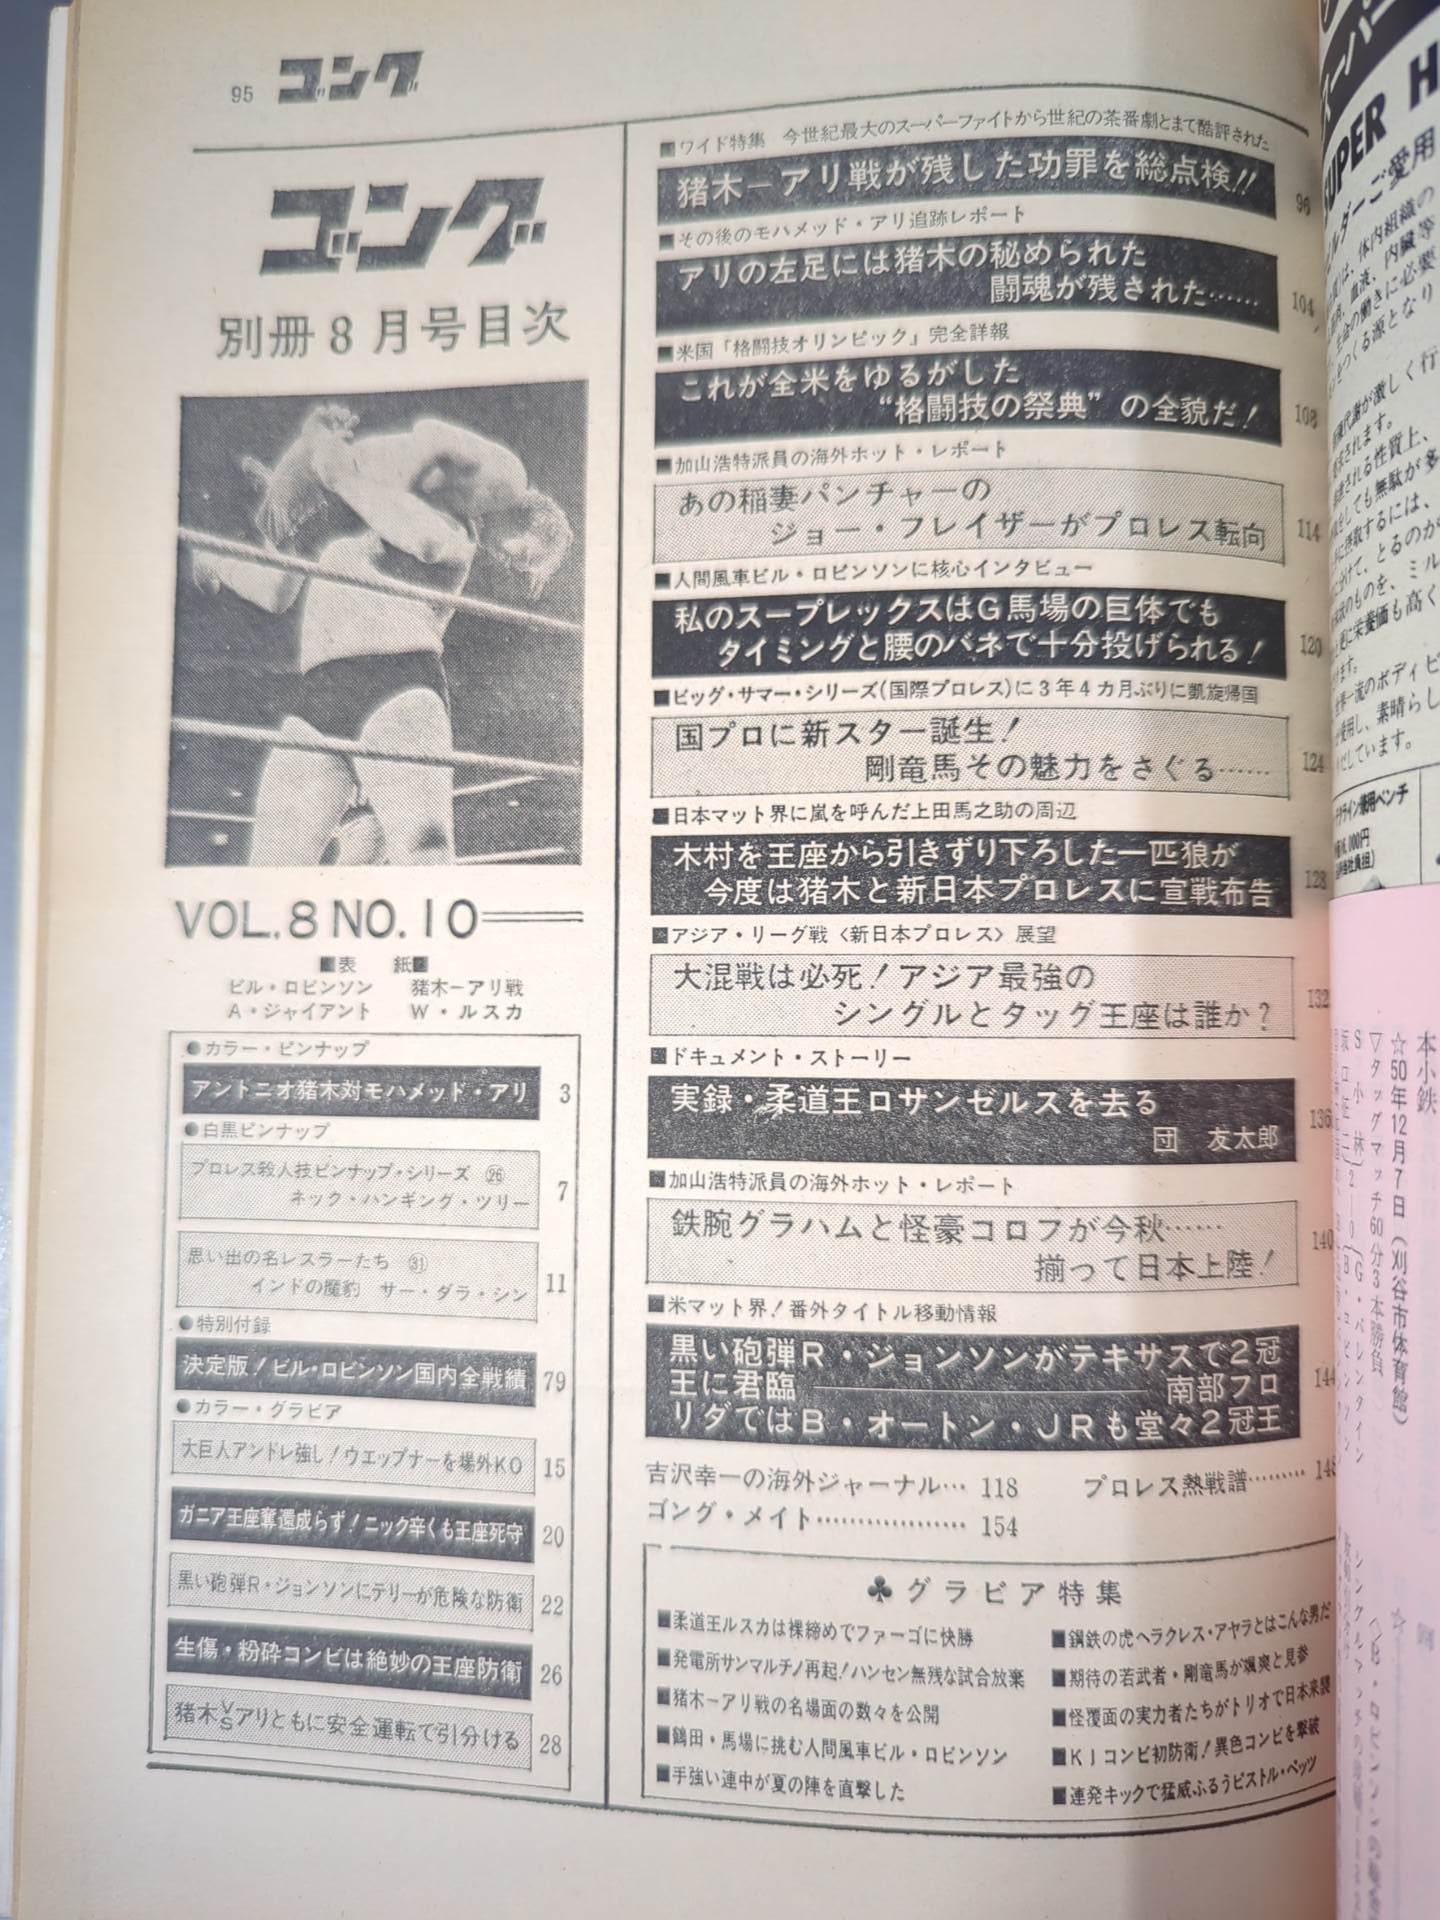 95 ゴング
ゴング
別冊8月号目次
VOL.8 NO.10
■表 紙■
ビル・ロビンソン 猪木−アリ戦
A・ジャイアント W・ルスカ
●カラー・ピンナップ
アントニオ猪木対モハメッド・アリ 3
●白黒ピンナップ
プロレス殺人技ピンナップ・シリーズ ㉖
ネック・ハンギング・ツリー 7
思い出の名レスラーたち ㉛
インドの魔豹 サー・ダラ・シン 11
●特別付録
決定版!ビル・ロビンソン国内全戦績 79
●カラー・グラビア
大巨人アンドレ強し!ウエップナーを場外KO 15
ガニア王座奪還成らず!ニック辛くも王座死守 20
黒い砲弾R・ジョンソンにテリーが危険な防衛 22
生傷・粉砕コンビは絶妙の王座防衛 26
猪木VSアリともに安全運転で引分ける 28
■ワイド特集 今世紀最大のスーパーファイトから世紀の茶番劇とまで酷評された
猪木−アリ戦が残した功罪を総点検!! 96
■その後のモハメッド・アリ追跡レポート
アリの左足には猪木の秘められた
闘魂が残された…… 104
■米国「格闘技オリンピック」完全詳報
これが全米をゆるがした
“格闘技の祭典”の全貌だ! 108
■加山浩特派員の海外ホット・レポート
あの稲妻パンチャーの
ジョー・フレイザーがプロレス転向 114
■人間風車ビル・ロビンソンに核心インタビュー
私のスープレックスはG馬場の巨体でも
タイミングと腰のバネで十分投げられる! 120
■ビッグ・サマー・シリーズ(国際プロレス)に3年4カ月ぶりに凱旋帰国
国プロに新スター誕生!
剛竜馬その魅力をさぐる…… 124
■日本マット界に嵐を呼んだ上田馬之助の周辺
木村を王座から引きずり下ろした一匹狼が
今度は猪木と新日本プロレスに宣戦布告 128
■アジア・リーグ戦〈新日本プロレス〉展望
大混戦は必死!アジア最強の
シングルとタッグ王座は誰か? 132
■ドキュメント・ストーリー
実録・柔道王ロサンゼルスを去る
団 友太郎 136
■加山浩特派員の海外ホット・レポート
鉄腕グラハムと怪豪コロフが今秋……
揃って日本上陸! 140
■米マット界!番外タイトル移動情報
黒い砲弾R・ジョンソンがテキサスで2冠
王に君臨――南部フロ 144
リダではB・オートン・JRも堂々2冠王
吉沢幸一の海外ジャーナル… 118 プロレス熱戦譜………
ゴング・メイト……………… 154
♣グラビア特集
■柔道王ルスカは裸締めでファーゴに快勝
■発電所サンマルチノ再起!ハンセン無残な試合放棄
■猪木−アリ戦の名場面の数々を公開
■鶴田・馬場に挑む人間風車ビル・ロビンソン
■手強い連中が夏の陣を直撃した
■鋼鉄の虎ヘラクレス・アヤラとはこんな男だ
■期待の若武者・剛竜馬が颯爽と見参
■怪覆面の実力者たちがトリオで日本来襲
■KJコンビ初防衛!異色コンビを撃破
■連発キックで猛威ふるうピストル・ペッツ
SUPER H
ご愛用
本小鉄
☆50年12月7日(刈谷市体育館)
▽タッグマッチ60分3本勝負